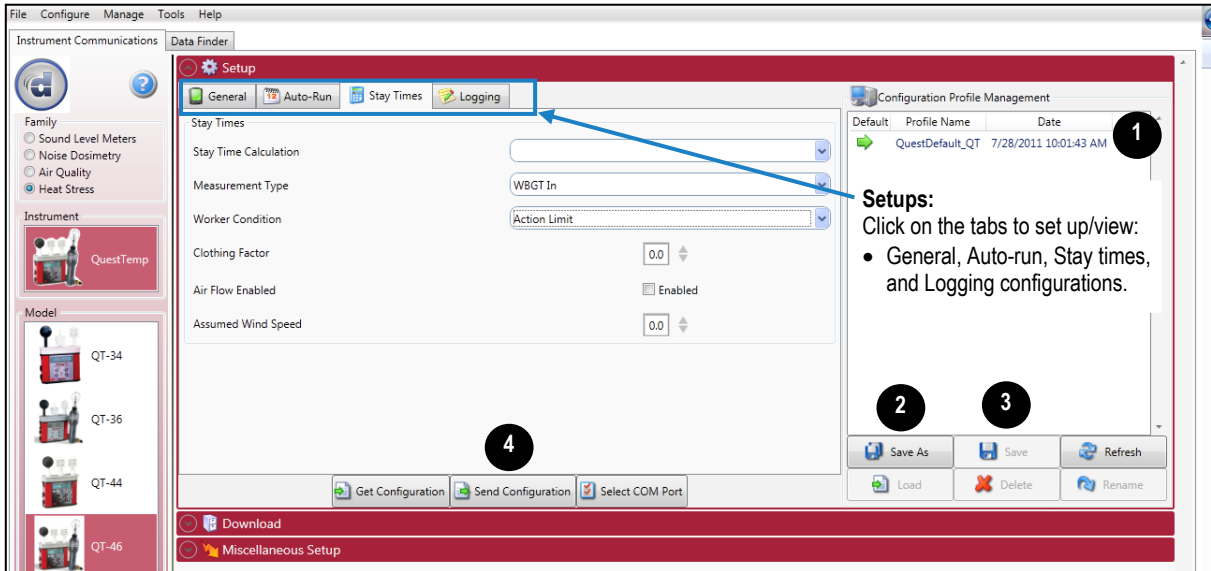 File Configure Manage Tools Help
Instrument Communications Data Finder
Setup
General 12 Auto-Run Stay Times Logging
Family
Sound Level Meters
Noise Dosimetry
Air Quality
Heat Stress
Instrument
QuestTemp
Model
QT-34
QT-36
QT-44
QT-46
Stay Times
Stay Time Calculation
Measurement Type WBGT In
Worker Condition Action Limit
Clothing Factor 0.0
Air Flow Enabled Enabled
Assumed Wind Speed 0.0
4
Get Configuration Send Configuration Select COM Port
Configuration Profile Management
Default Profile Name Date
QuestDefault_QT 7/28/2011 10:01:43 AM
1
Setups:
Click on the tabs to set up/view:
• General, Auto-run, Stay times,
and Logging configurations.
2 3
Save As Save Refresh
Load Delete Rename
Download
Miscellaneous Setup